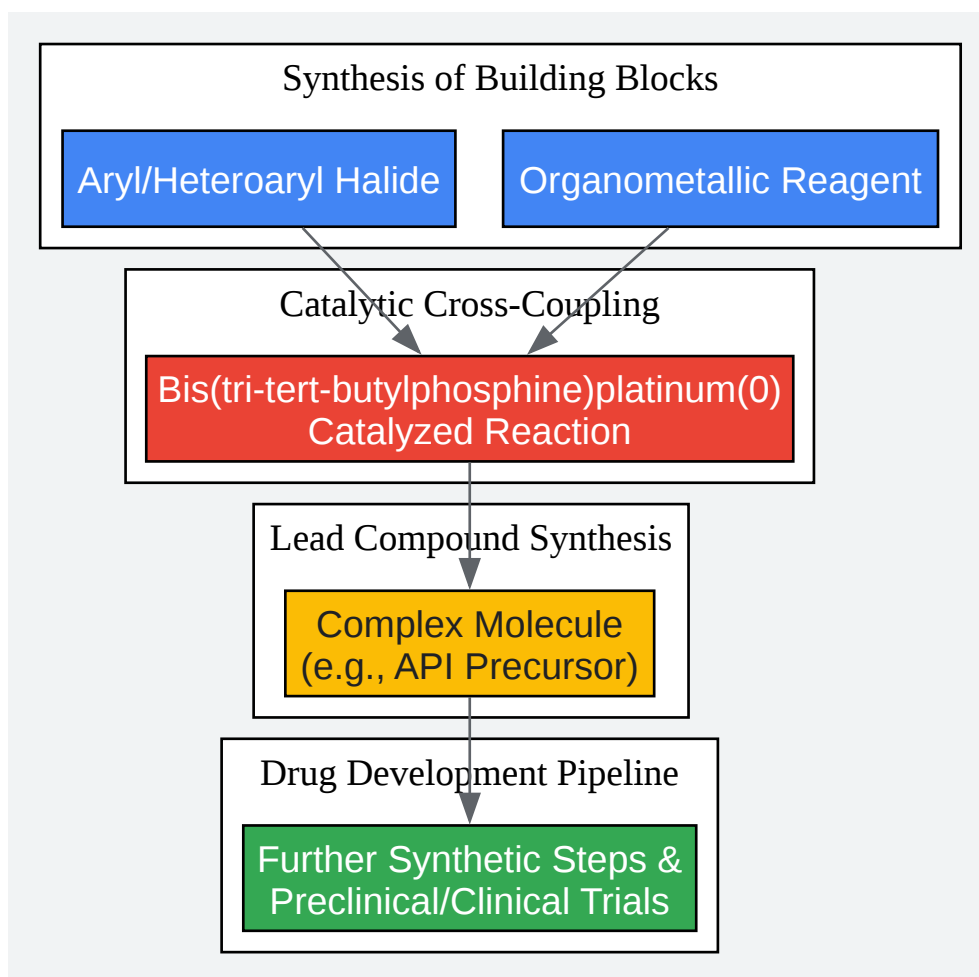 Synthesis of Building Blocks
Aryl/Heteroaryl Halide
Organometallic Reagent
Catalytic Cross-Coupling
Bis(tri-tert-butylphosphine)platinum(0)
Catalyzed Reaction
Lead Compound Synthesis
Complex Molecule
(e.g., API Precursor)
Drug Development Pipeline
Further Synthetic Steps &
Preclinical/Clinical Trials